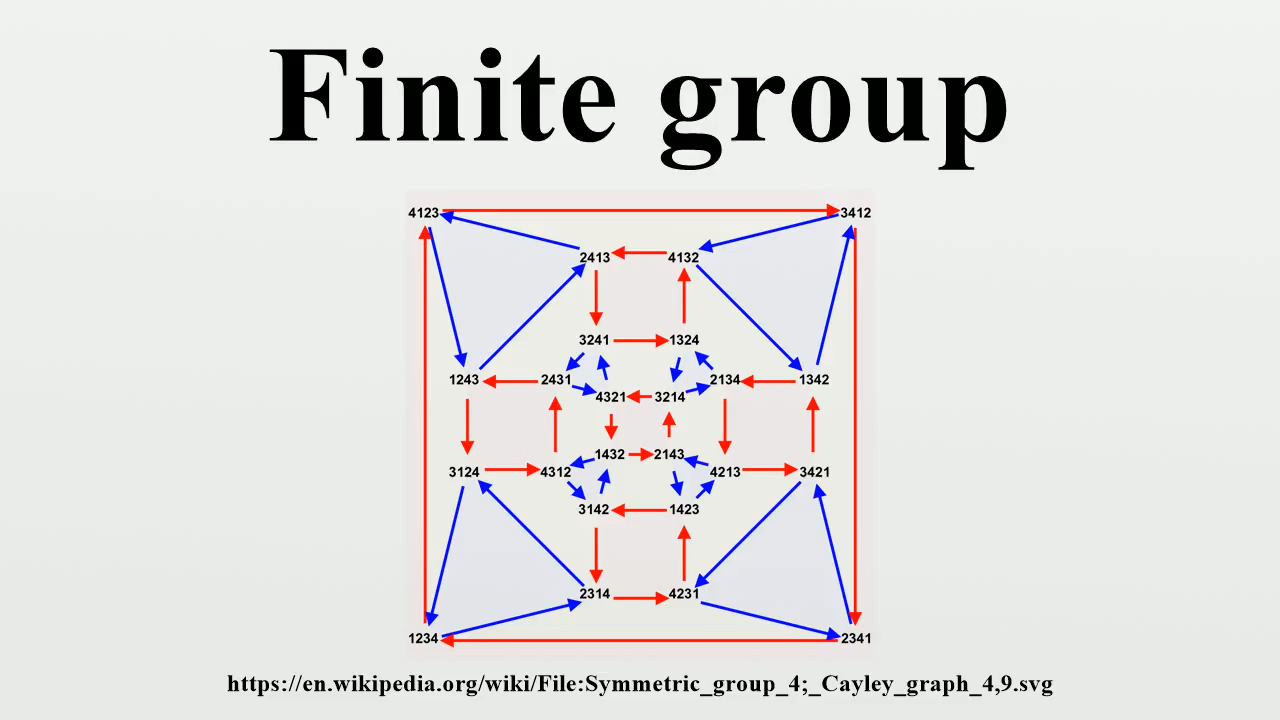 Finite group
4123 3412
2413 4132
3241 1324
1243 2431 2134 1342
4321 3214
1432 2143
3124 4312 4213 3421
3142 1423
2314 4231
1234 2341
https://en.wikipedia.org/wiki/File:Symmetric_group_4;_Cayley_graph_4,9.svg